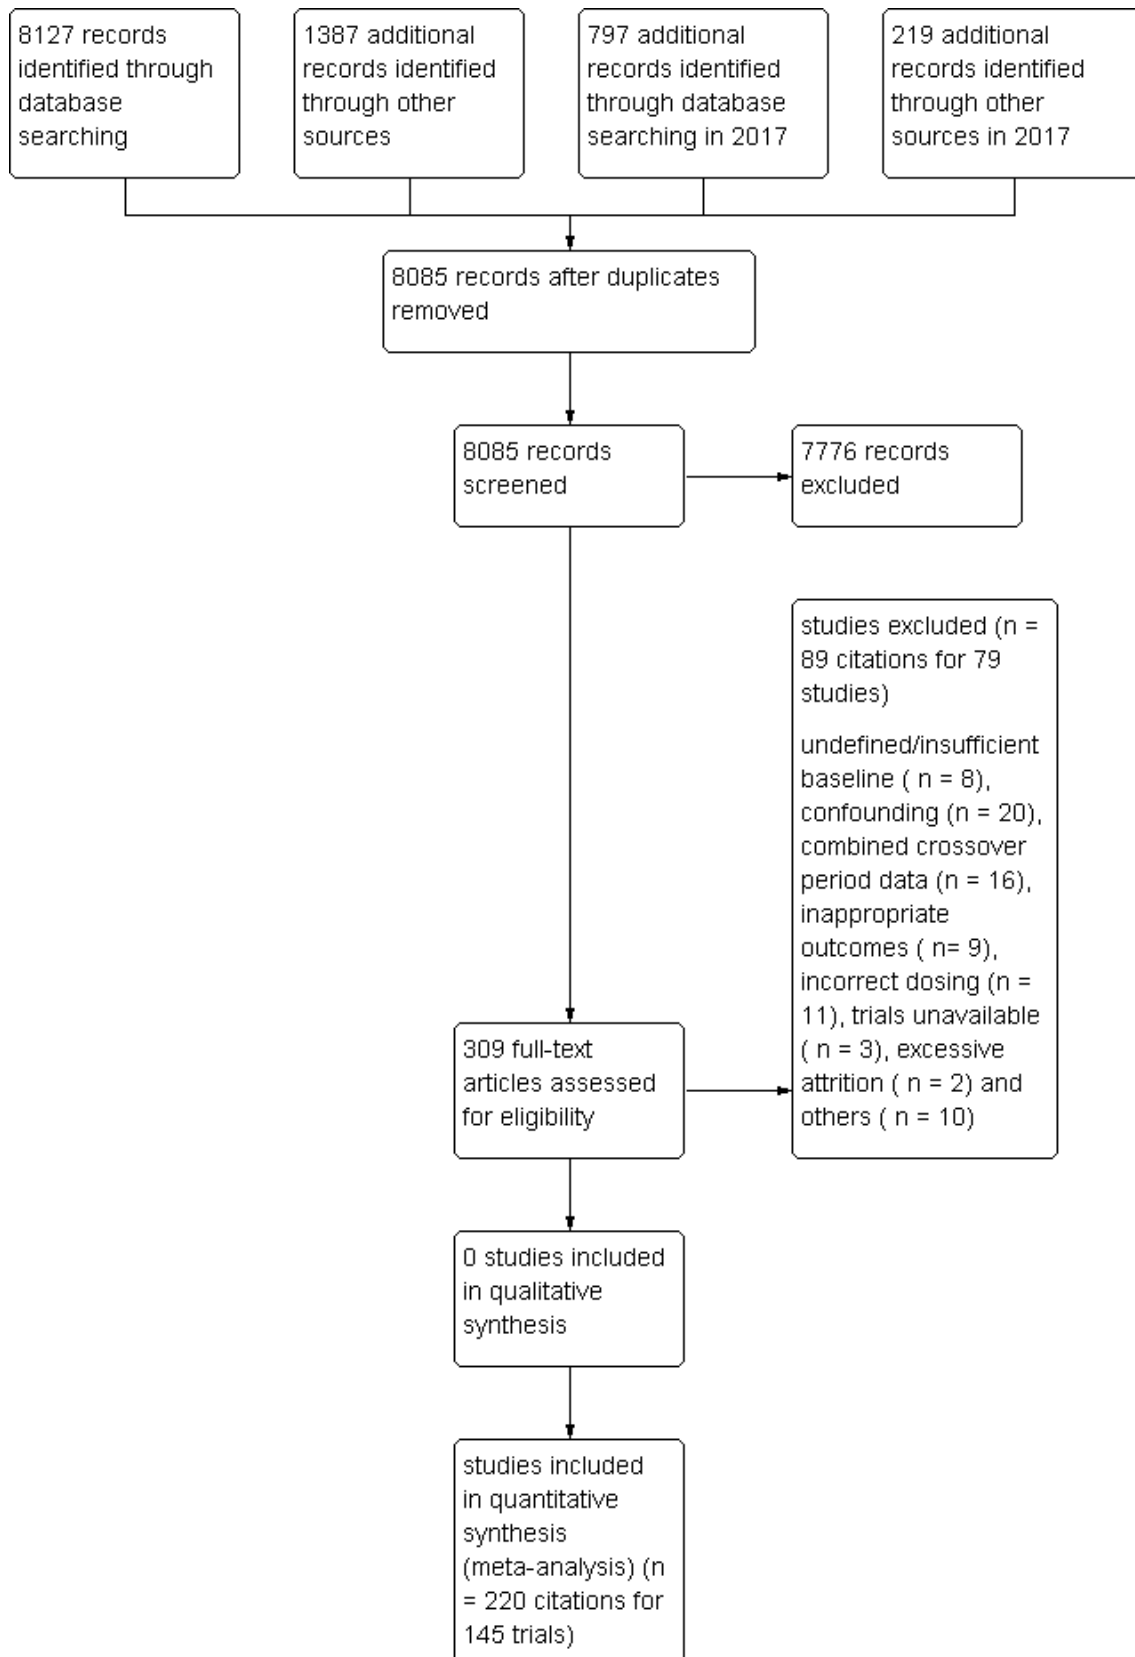 8127 records
identified through
database
searching
1387 additional
records identified
through other
sources
797 additional
records identified
through database
searching in 2017
219 additional
records identified
through other
sources in 2017
8085 records after duplicates
removed
8085 records
screened
7776 records
excluded
studies excluded (n =
89 citations for 79
studies)
undefined/insufficient
baseline ( n = 8),
confounding (n = 20),
combined crossover
period data (n = 16),
inappropriate
outcomes ( n= 9),
incorrect dosing (n =
11), trials unavailable
( n = 3), excessive
attrition ( n = 2) and
others ( n = 10)
309 full-text
articles assessed
for eligibility
0 studies included
in qualitative
synthesis
studies included
in quantitative
synthesis
(meta-analysis) (n
= 220 citations for
145 trials)